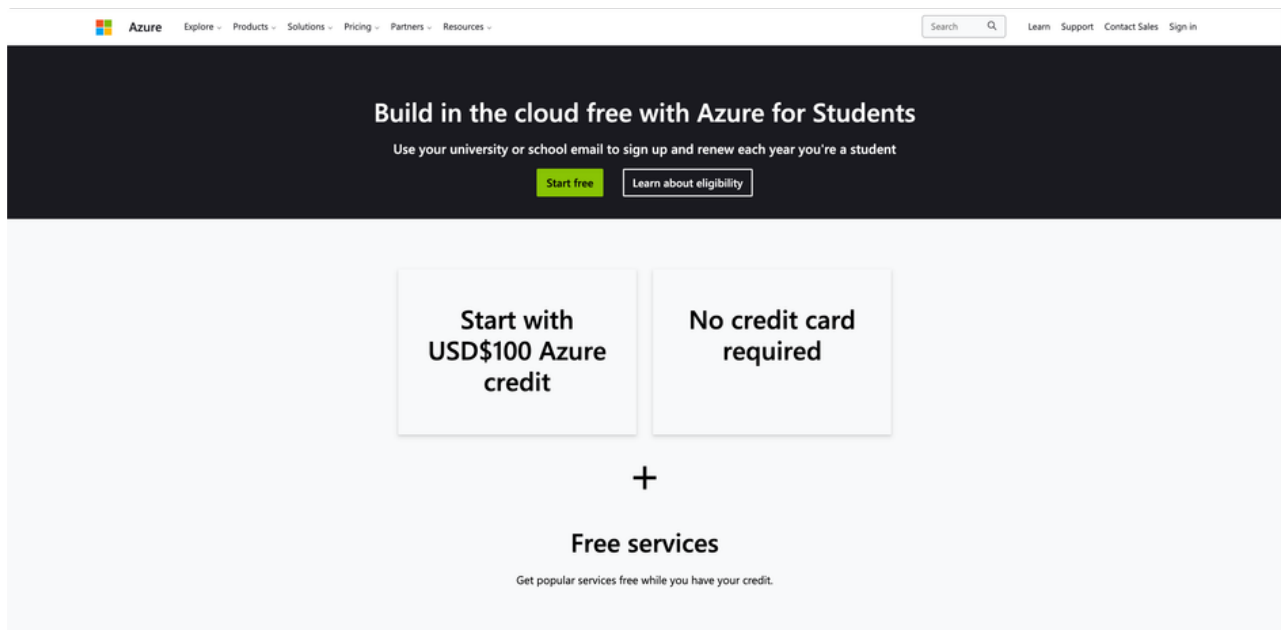 Azure Explore Products Solutions Pricing Partners Resources Search Learn Support Contact Sales Sign in
Build in the cloud free with Azure for Students
Use your university or school email to sign up and renew each year you're a student
Start free Learn about eligibility
Start with
USD$100 Azure
credit
No credit card
required
+
Free services
Get popular services free while you have your credit.